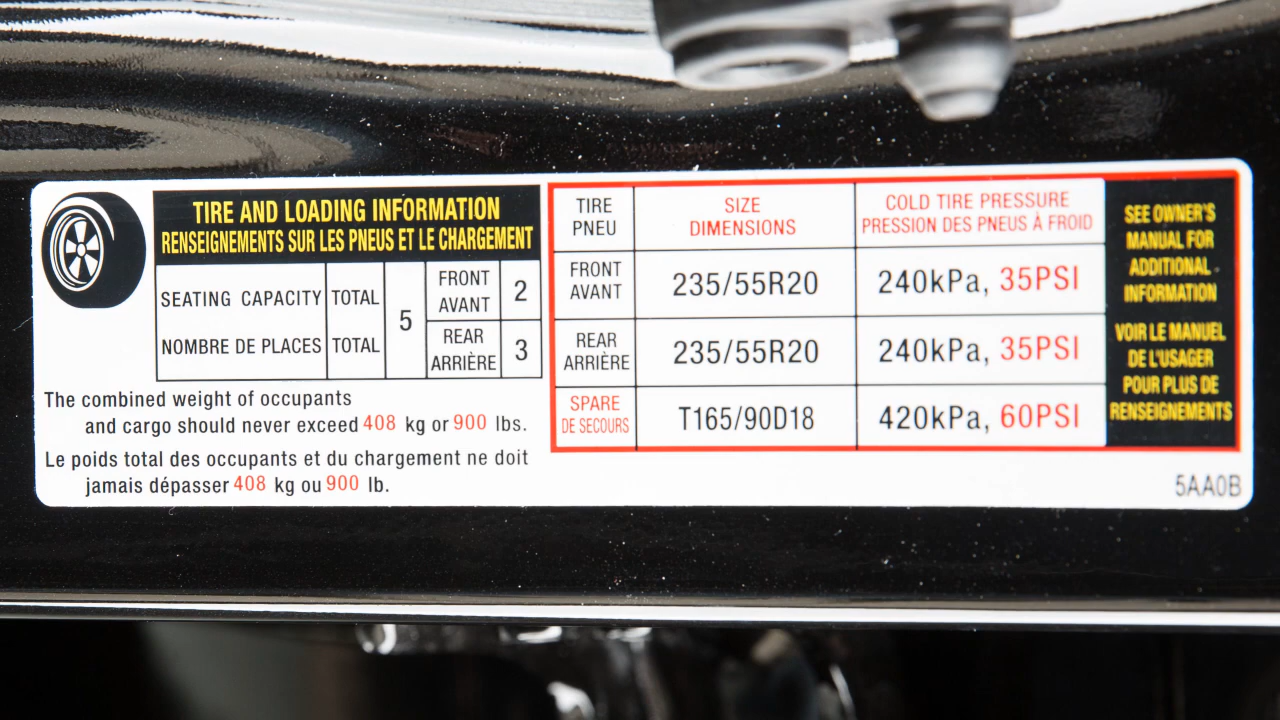 TIRE AND LOADING INFORMATION
RENSEIGNEMENTS SUR LES PNEUS ET LE CHARGEMENT
SEATING CAPACITY TOTAL
NOMBRE DE PLACES TOTAL
5
FRONT
AVANT
2
REAR
ARRIÈRE
3
The combined weight of occupants
and cargo should never exceed 408 kg or 900 lbs.
Le poids total des occupants et du chargement ne doit
jamais dépasser 408 kg ou 900 lb.
TIRE
PNEU
SIZE
DIMENSIONS
COLD TIRE PRESSURE
PRESSION DES PNEUS À FROID
FRONT
AVANT
235/55R20
240kPa, 35PSI
REAR
ARRIÈRE
235/55R20
240kPa, 35PSI
SPARE
DE SECOURS
T165/90D18
420kPa, 60PSI
SEE OWNER'S
MANUAL FOR
ADDITIONAL
INFORMATION
VOIR LE MANUEL
DE L'USAGER
POUR PLUS DE
RENSEIGNEMENTS
5AA0B